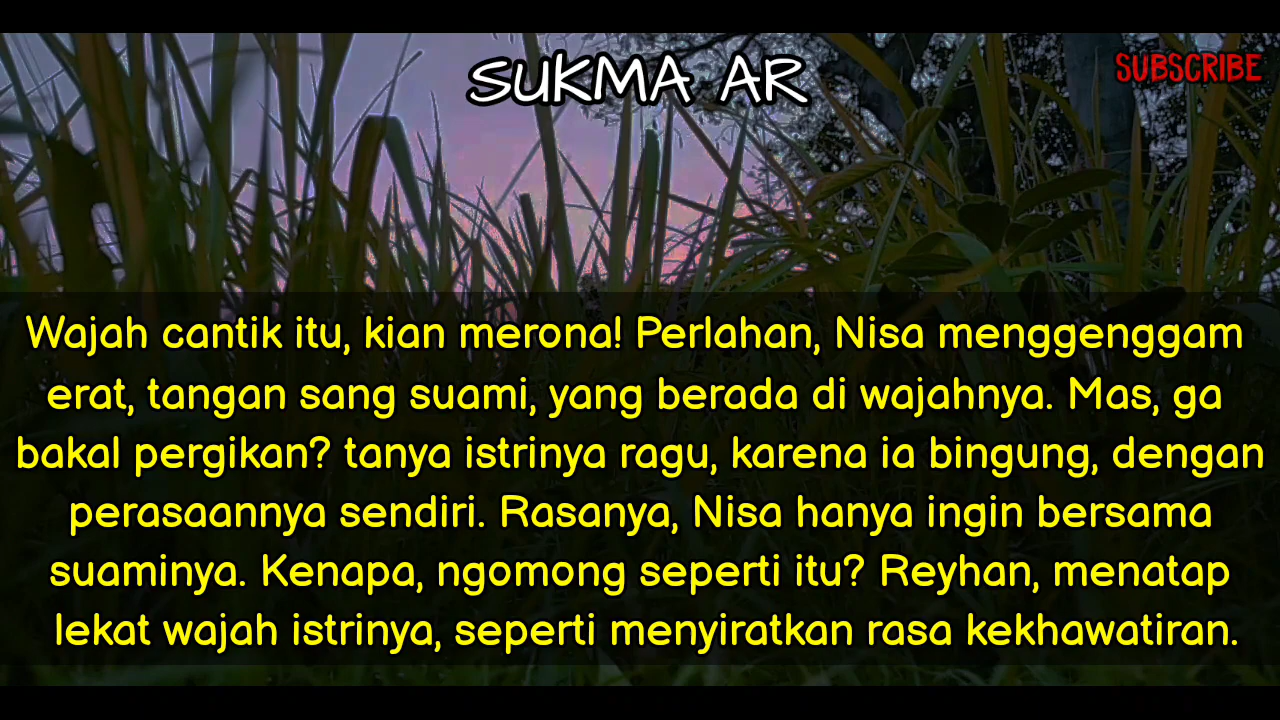 SUKMA AR
SUBSCRIBE
Wajah cantik itu, kian merona! Perlahan, Nisa menggenggam
erat, tangan sang suami, yang berada di wajahnya. Mas, ga
bakal pergikan? tanya istrinya ragu, karena ia bingung, dengan
perasaannya sendiri. Rasanya, Nisa hanya ingin bersama
suaminya. Kenapa, ngomong seperti itu? Reyhan, menatap
lekat wajah istrinya, seperti menyiratkan rasa kekhawatiran.